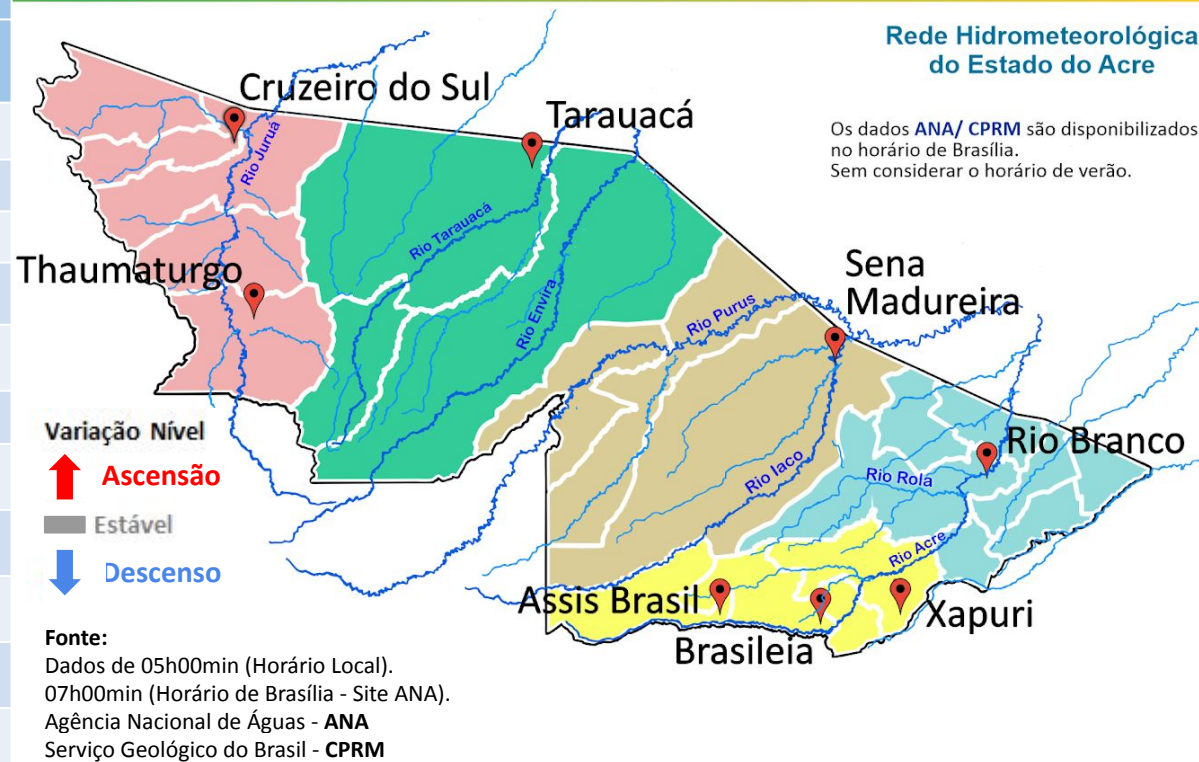 Rede Hidrometeorológica
do Estado do Acre
Os dados ANA/ CPRM são disponibilizados
no horário de Brasília.
Sem considerar o horário de verão.
Cruzeiro do Sul
Tarauacá
Rio Juruá
Rio Tarauacá
Thaumaturgo
Rio Envira
Sena
Madureira
Rio Purus
Rio Branco
Rio Iaco
Rio Rola
Rio Acre
Assis Brasil
Brasileia
Xapuri
Variação Nível
Ascensão
Estável
Descenso
Fonte:
Dados de 05h00min (Horário Local).
07h00min (Horário de Brasília - Site ANA).
Agência Nacional de Águas - ANA
Serviço Geológico do Brasil - CPRM